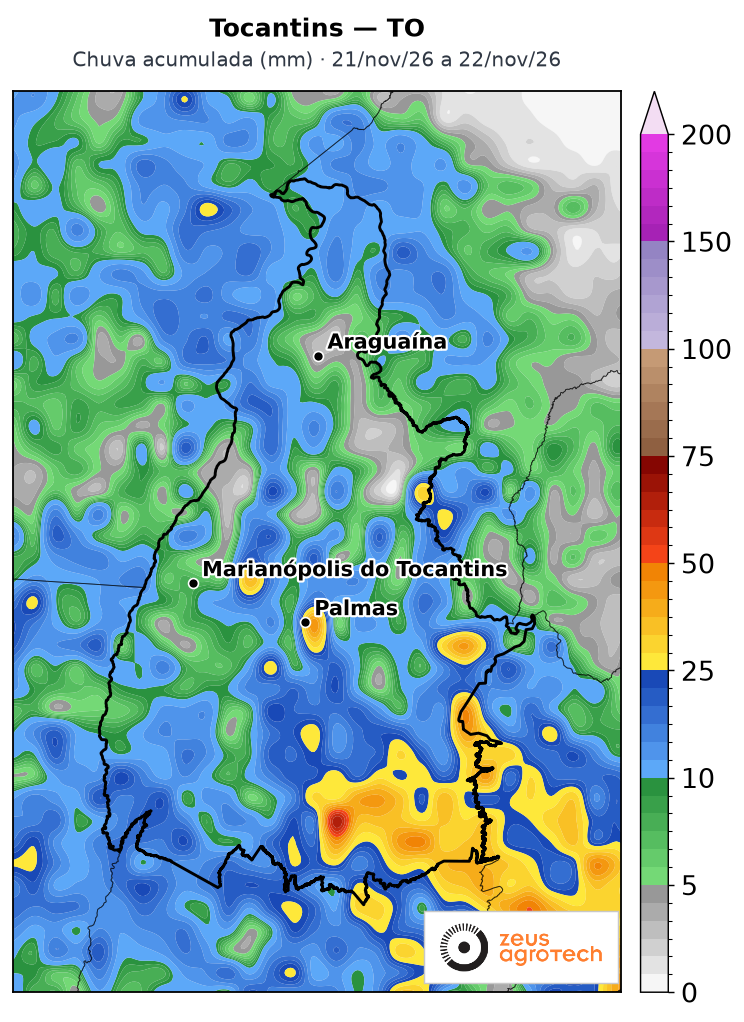 Tocantins — TO
Chuva acumulada (mm) · 21/nov/26 a 22/nov/26
200
150
100
75
50
25
10
5
0
Araguaína
Marianópolis do Tocantins
Palmas
zeus
agrotech